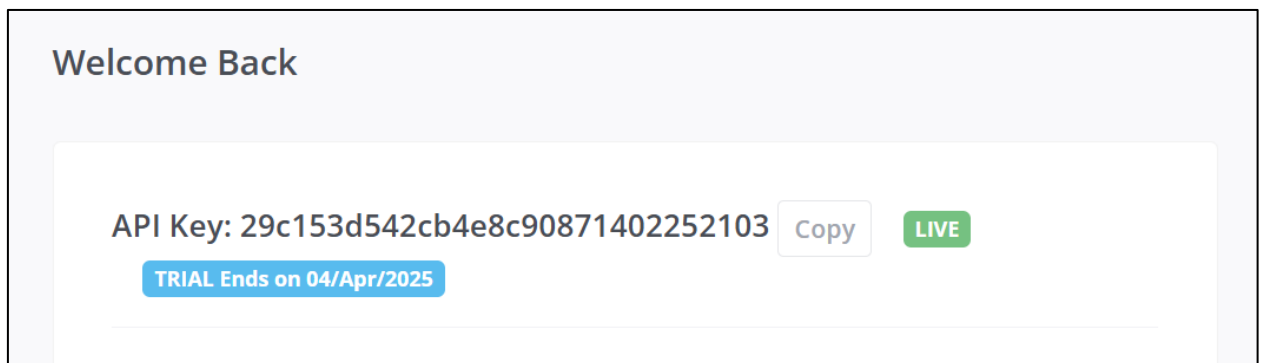 Welcome Back
API Key: 29c153d542cb4e8c90871402252103 Copy LIVE
TRIAL Ends on 04/Apr/2025